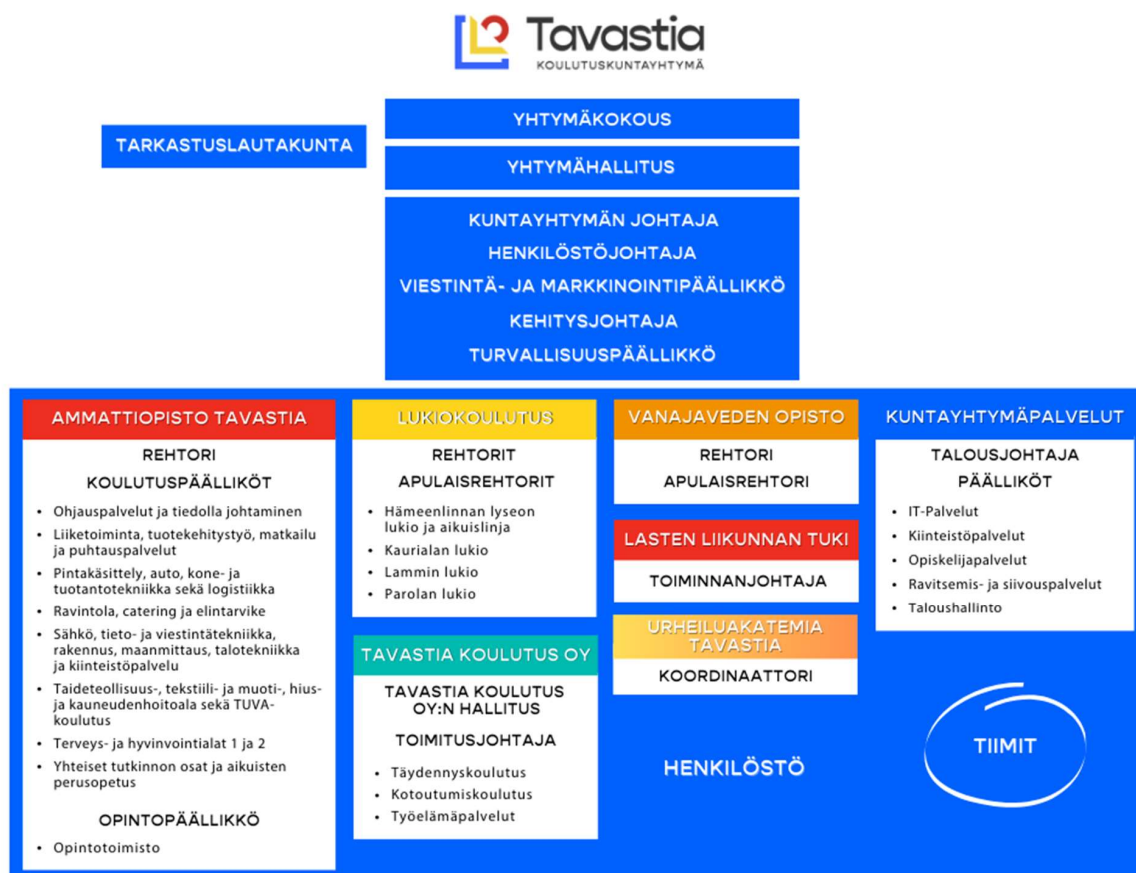 Tavastia
KOULUTUSKUNTAYHTYMÄ
TARKASTUSLAUTAKUNTA
YHTYMÄKOKOUS
YHTYMÄHALLITUS
KUNTAYHTYMÄN JOHTAJA
HENKILÖSTÖJOHTAJA
VIESTINTÄ- JA MARKKINOINTIPÄÄLLIKKÖ
KEHITYSJOHTAJA
TURVALLISUUSPÄÄLLIKKÖ
AMMATTIOPISTO TAVASTIA
REHTORI
KOULUTUSPÄÄLLIKÖT
• Ohjauspalvelut ja tiedolla johtaminen
• Liiketoiminta, tuotekehitystyö, matkailu
ja puhtauspalvelut
• Pintakäsittely, auto, kone- ja
tuotantotekniikka sekä logistiikka
• Ravintola, catering ja elintarvike
• Sähkö, tieto- ja viestintätekniikka,
rakennus, maanmittaus, talotekniikka
ja kiinteistöpalvelu
• Taideteollisuus-, tekstiili- ja muoti-, hius-
ja kauneudenhoitoala sekä TUVA-
koulutus
• Terveys- ja hyvinvointialat 1 ja 2
• Yhteiset tutkinnon osat ja aikuisten
perusopetus
OPINTOPÄÄLLIKKÖ
• Opintotoimisto
LUKIOKOULUTUS
REHTORIT
APULAISREHTORIT
• Hämeenlinnan lyseon
lukio ja aikuislinja
• Kaurialan lukio
• Lammin lukio
• Parolan lukio
TAVASTIA KOULUTUS OY
TAVASTIA KOULUTUS
OY:N HALLITUS
TOIMITUSJOHTAJA
• Täydennyskoulutus
• Kotoutumiskoulutus
• Työelämäpalvelut
VANAJAVEDEN OPISTO
REHTORI
APULAISREHTORI
LASTEN LIIKUNNAN TUKI
TOIMINNANJOHTAJA
URHEILUAKATEMIA
TAVASTIA
KOORDINAATTORI
HENKILÖSTÖ
KUNTAYHTYMÄPALVELUT
TALOUSJOHTAJA
PÄÄLLIKÖT
• IT-Palvelut
• Kiinteistöpalvelut
• Opiskelijapalvelut
• Ravitsemis- ja siivouspalvelut
• Taloushallinto
TIIMIT